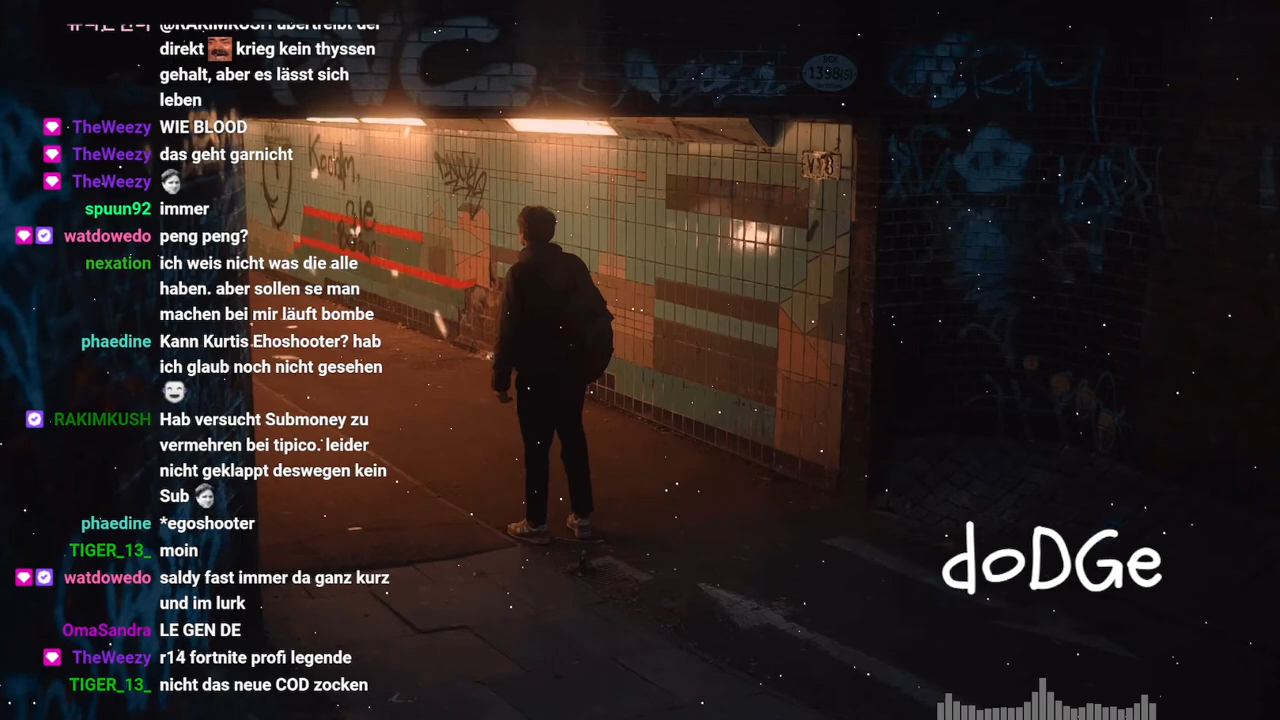 direkt krieg kein thyssen
gehalt, aber es lässt sich
leben
TheWeezy WIE BLOOD
TheWeezy das geht garnicht
TheWeezy
spuun92 immer
watdowedo peng peng?
nexation ich weis nicht was die alle
haben. aber sollen se man
machen bei mir läuft bombe
phaedine Kann Kurtis Ehoshooter? hab
ich glaub noch nicht gesehen
RAKIMKUSH Hab versucht Submoney zu
vermehren bei tipico. leider
nicht geklappt deswegen kein
Sub
phaedine *egoshooter
TIGER_13_ moin
watdowedo saldy fast immer da ganz kurz
und im lurk
OmaSandra LE GEN DE
TheWeezy r14 fortnite profi legende
TIGER_13_ nicht das neue COD zocken
doDGe